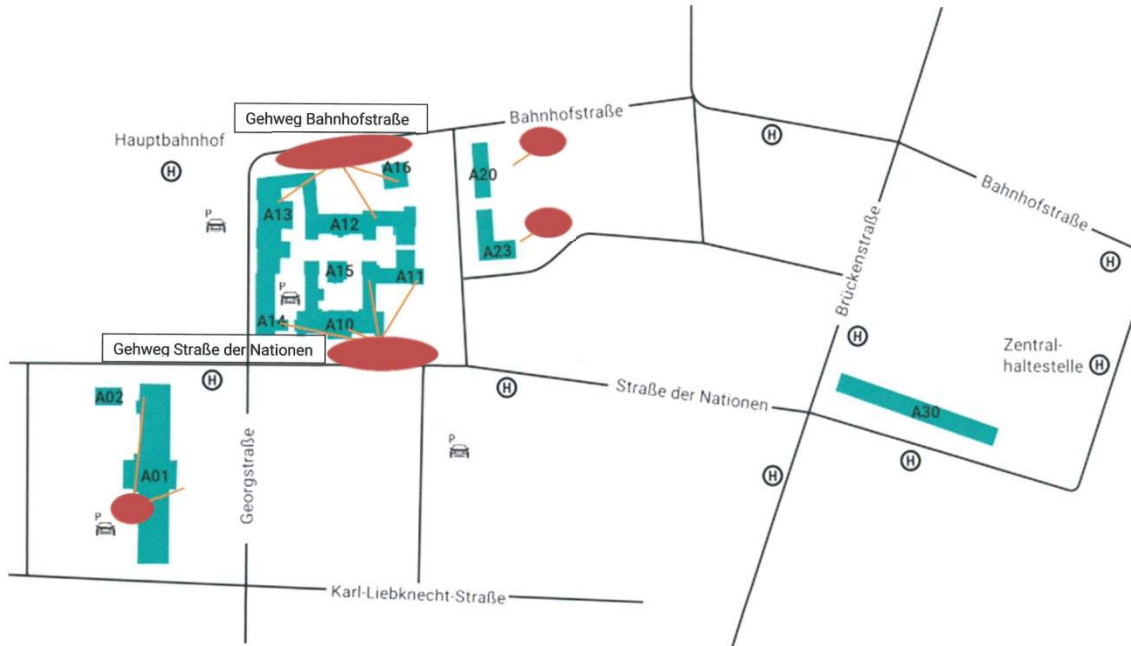 Gehweg Bahnhofstraße
Bahnhofstraße
Hauptbahnhof
H
H
A16
A20
Bahnhofstraße
P
A13
A12
A23
Brückenstraße
H
A15
A11
P
A14
A10
H
Gehweg Straße der Nationen
Zentral-
haltestelle
H
H
H
Straße der Nationen
A02
A30
P
H
H
A01
Georgstraße
P
Karl-Liebknecht-Straße